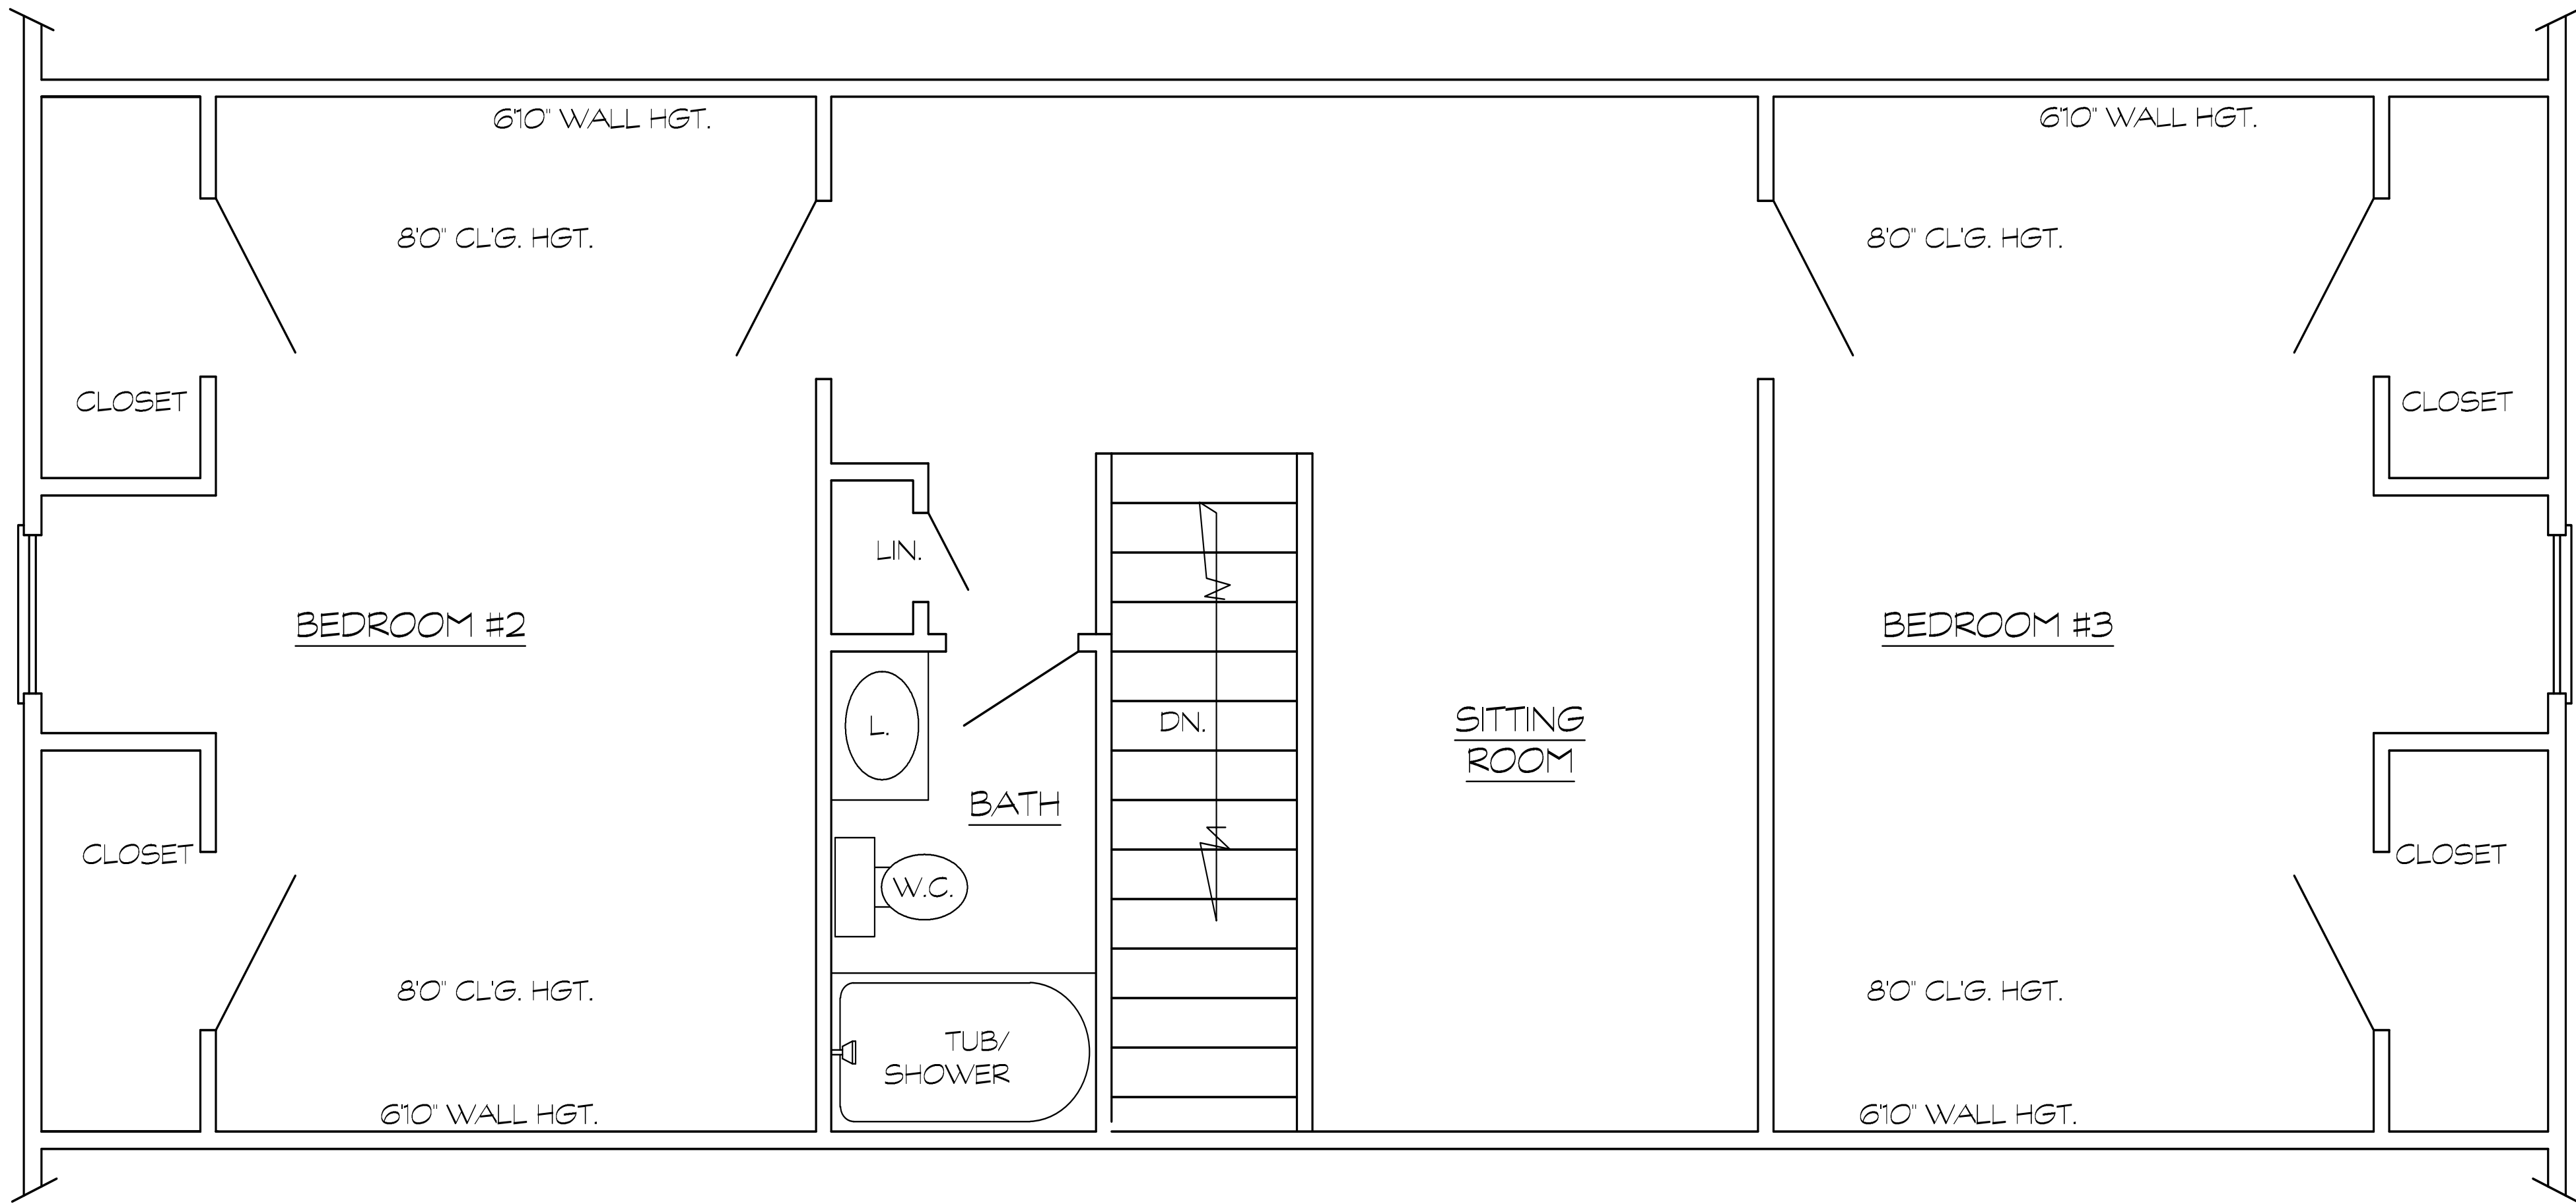 6'10" WALL HGT.
6'10" WALL HGT.
8'0" CL'G. HGT.
8'0" CL'G. HGT.
CLOSET
CLOSET
LIN.
BEDROOM #2
BEDROOM #3
L.
DN.
SITTING
ROOM
BATH
CLOSET
CLOSET
W.C.
8'0" CL'G. HGT.
8'0" CL'G. HGT.
TUB/
SHOWER
6'10" WALL HGT.
6'10" WALL HGT.